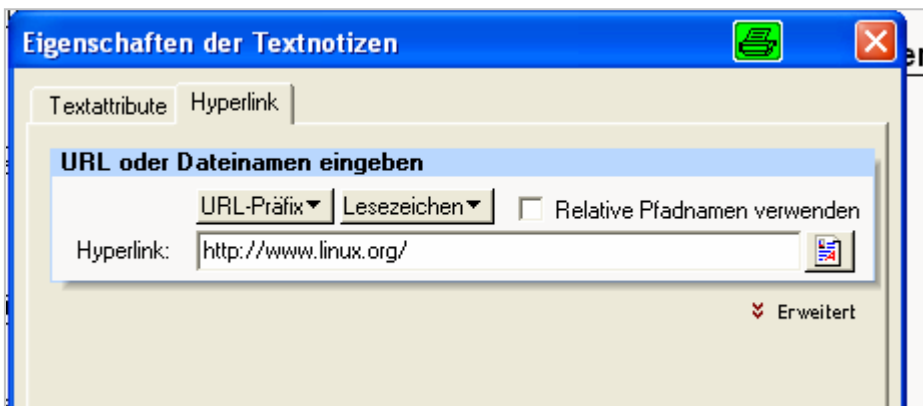 Eigenschaften der Textnotizen
Textattribute Hyperlink
URL oder Dateinamen eingeben
URL-Präfix Lesezeichen Relative Pfadnamen verwenden
Hyperlink: http://www.linux.org/
Erweitert